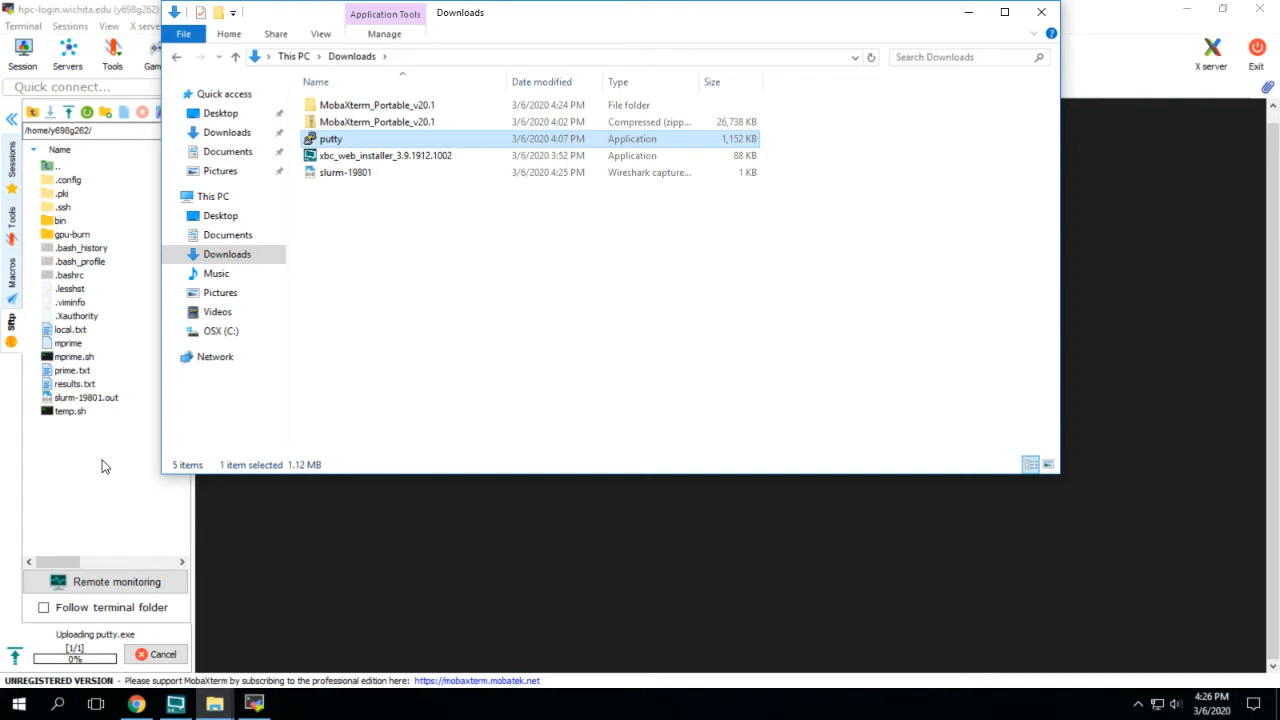 hpc-login.wichita.edu (y698g262)
Application Tools
Downloads
Terminal Sessions View X server
File Home Share View Manage
Session Servers Tools
X server Exit
Quick connect...
This PC Downloads
Search Downloads
/home/y698g262/
Name Date modified Type Size
MobaXterm_Portable_v20.1 3/6/2020 4:24 PM File folder
MobaXterm_Portable_v20.1 3/6/2020 4:02 PM Compressed (zipp... 26,738 KB
putty 3/6/2020 4:07 PM Application 1,152 KB
xbc_web_installer_3.9.1912.1002 3/6/2020 3:52 PM Application 88 KB
slurm-19801 3/6/2020 4:25 PM Wireshark capture... 1 KB
Quick access
Desktop
Downloads
Documents
Pictures
This PC
Desktop
Documents
Downloads
Music
Pictures
Videos
OSX (C:)
Network
5 items 1 item selected 1.12 MB
Sessions
Tools
Macros
Sftp
Name
..
.config
.pki
.ssh
bin
gpu-burn
.bash_history
.bash_profile
.bashrc
.lesshst
.viminfo
.Xauthority
local.txt
mprime
mprime.sh
prime.txt
results.txt
slurm-19801.out
temp.sh
Remote monitoring
Follow terminal folder
Uploading putty.exe
[1/1]
0%
Cancel
UNREGISTERED VERSION - Please support MobaXterm by subscribing to the professional edition here: https://mobaxterm.mobatek.net
4:26 PM
3/6/2020